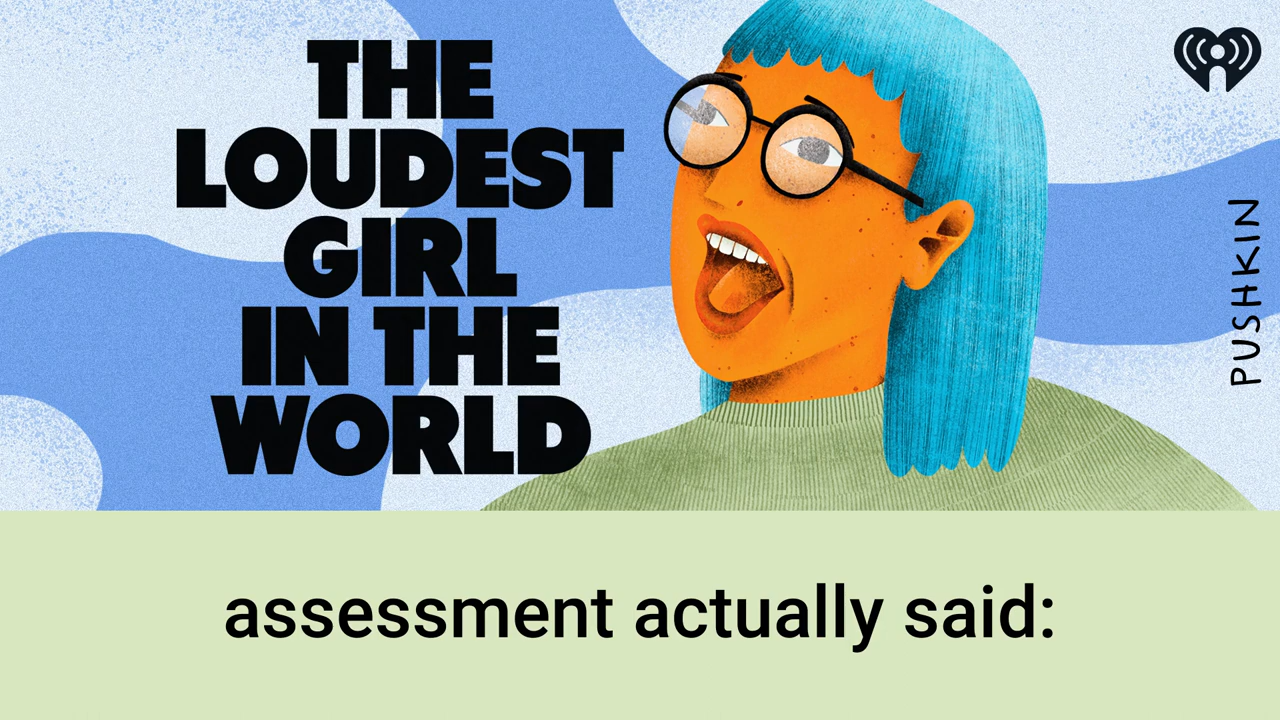 THE
LOUDEST
GIRL
IN THE
WORLD
PUSHKIN
assessment actually said: